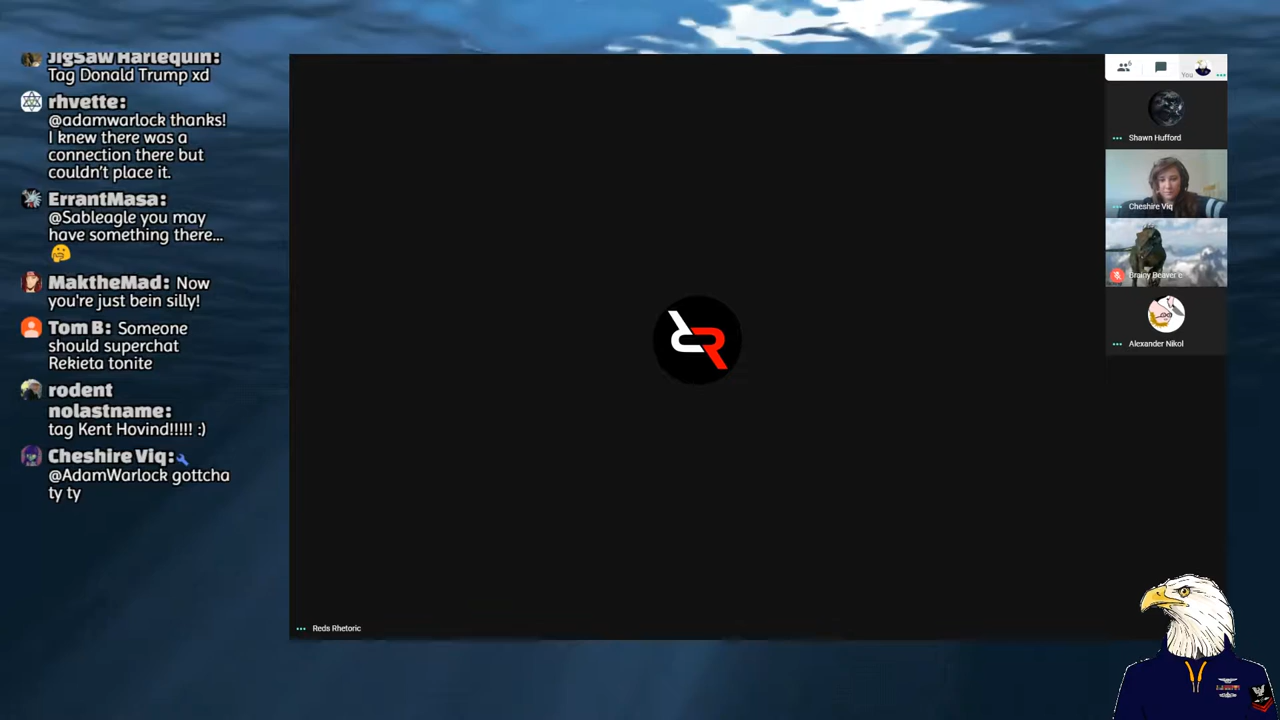 JigSaw Harlequin:
Tag Donald Trump xd
rhvette:
@adamwarlock thanks!
I knew there was a
connection there but
couldn't place it.
ErrantMasa:
@Sableagle you may
have something there...
MaktheMad: Now
you're just bein silly!
Tom B: Someone
should superchat
Rekieta tonite
rodent
nolastname:
tag Kent Hovind!!!!! :)
Cheshire Viq:
@AdamWarlock gottcha
ty ty
You
Shawn Hufford
Cheshire Viq
Brainy Beaver e
Alexander Nikol
Reds Rhetoric